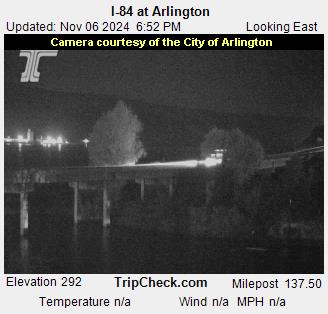 I-84 at Arlington
Updated: Nov 06 2024 6:52 PM Looking East
Camera courtesy of the City of Arlington
Elevation 292 TripCheck.com Milepost 137.50
Temperature n/a Wind n/a MPH n/a